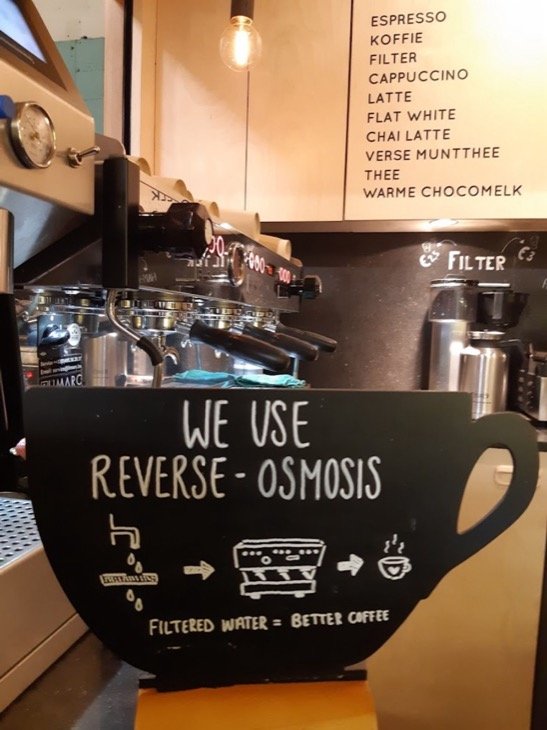 ESPRESSO
KOFFIE
FILTER
CAPPUCCINO
LATTE
FLAT WHITE
CHAI LATTE
VERSE MUNTTHEE
THEE
WARME CHOCOMELK
FILTER
WE USE
REVERSE - OSMOSIS
FILTERED WATER = BETTER COFFEE